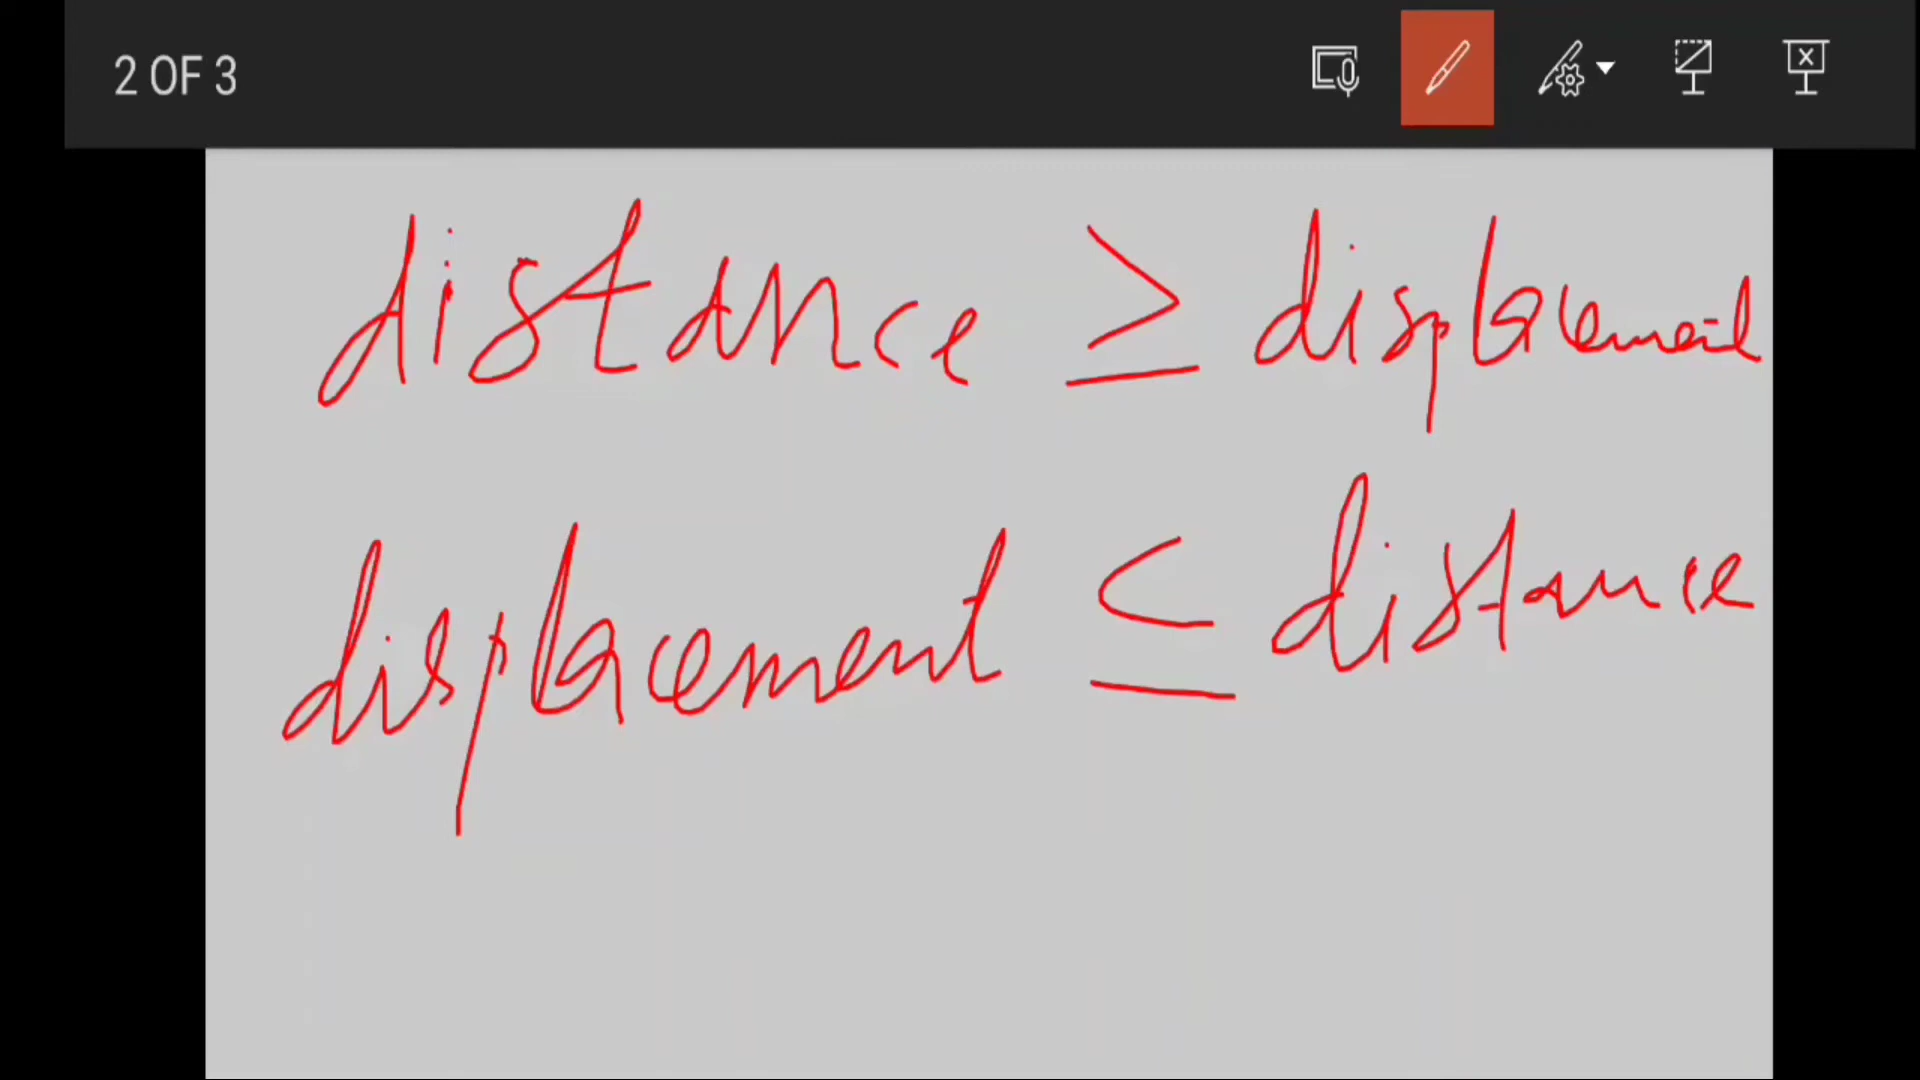 2 OF 3
distance ≥ displacement
displacement ≤ distance